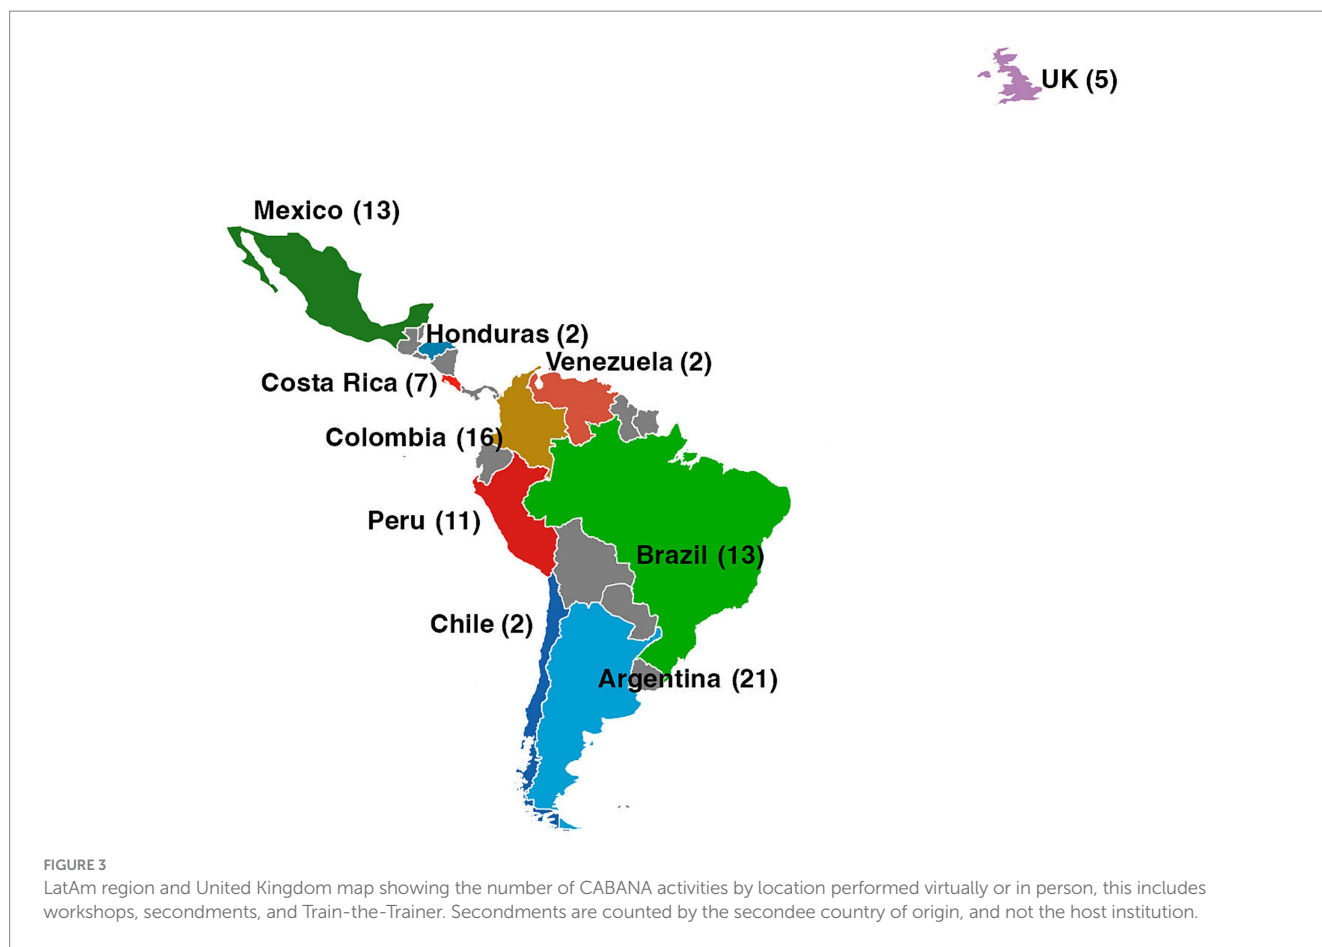 UK (5)
Mexico (13)
Honduras (2)
Venezuela (2)
Costa Rica (7)
Colombia (16)
Peru (11)
Brazil (13)
Chile (2)
Argentina (21)
FIGURE 3
LatAm region and United Kingdom map showing the number of CABANA activities by location performed virtually or in person, this includes
workshops, secondments, and Train-the-Trainer. Secondments are counted by the secondee country of origin, and not the host institution.